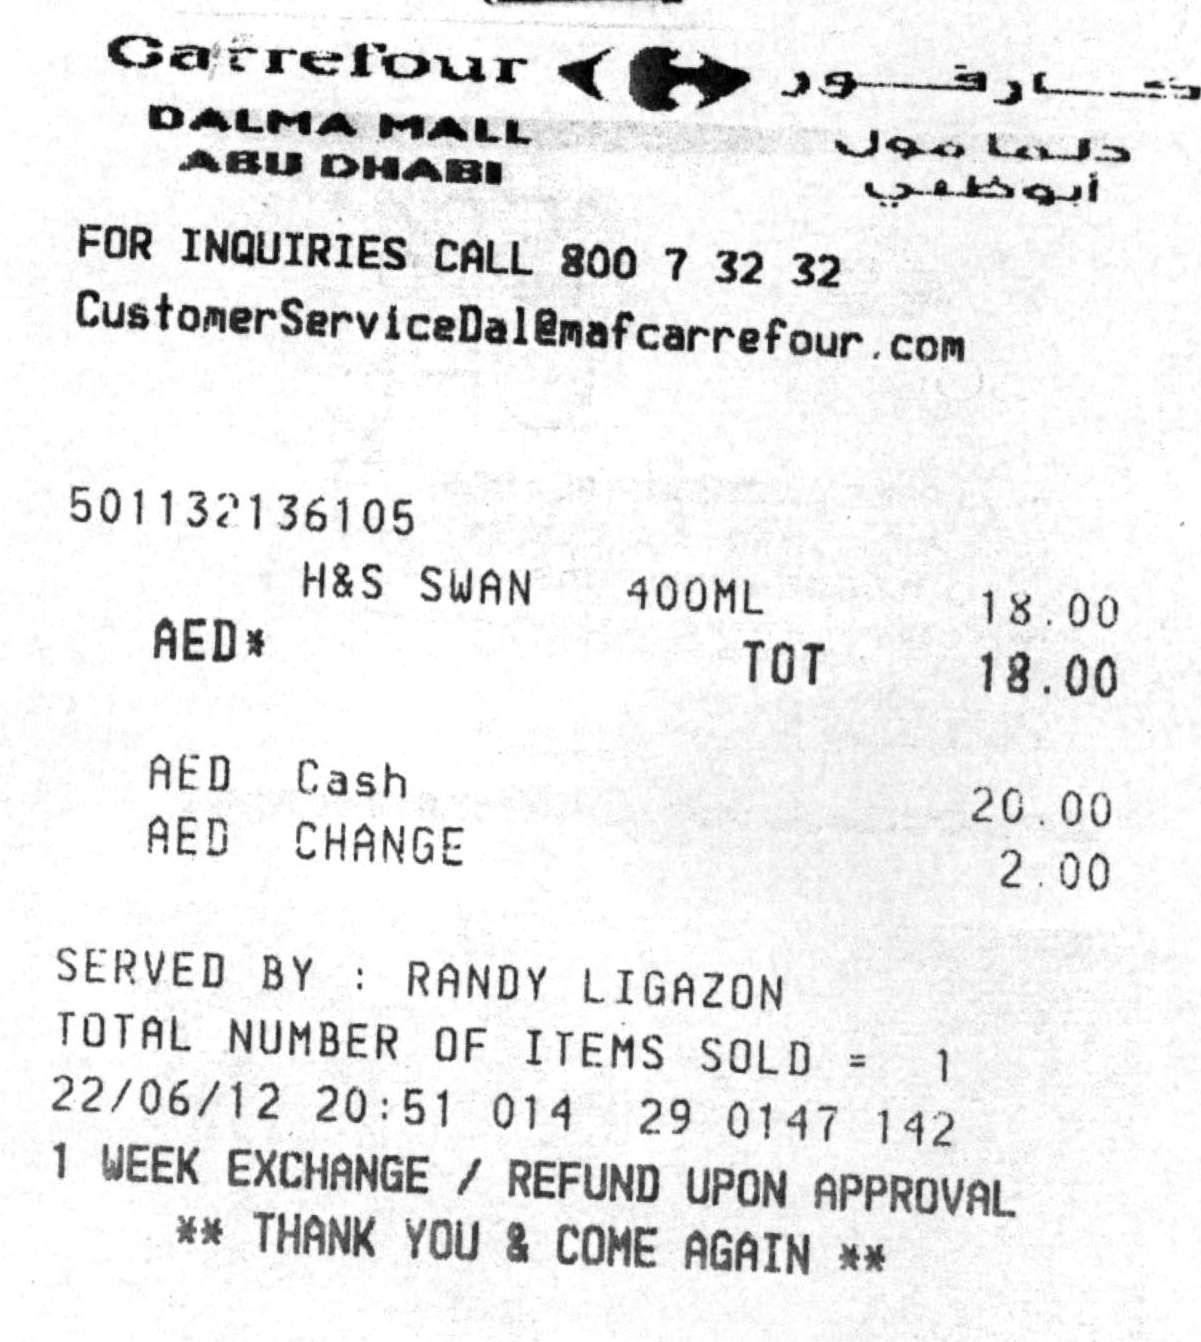 Carrefour كارفور
DALMA MALL دلما مول
ABU DHABI أبوظبي
FOR INQUIRIES CALL 800 7 32 32
CustomerServiceDal@mafcarrefour.com
501132136105
H&S SWAN 400ML 18.00
AED* TOT 18.00
AED Cash 20.00
AED CHANGE 2.00
SERVED BY : RANDY LIGAZON
TOTAL NUMBER OF ITEMS SOLD = 1
22/06/12 20:51 014 29 0147 142
1 WEEK EXCHANGE / REFUND UPON APPROVAL
** THANK YOU & COME AGAIN **